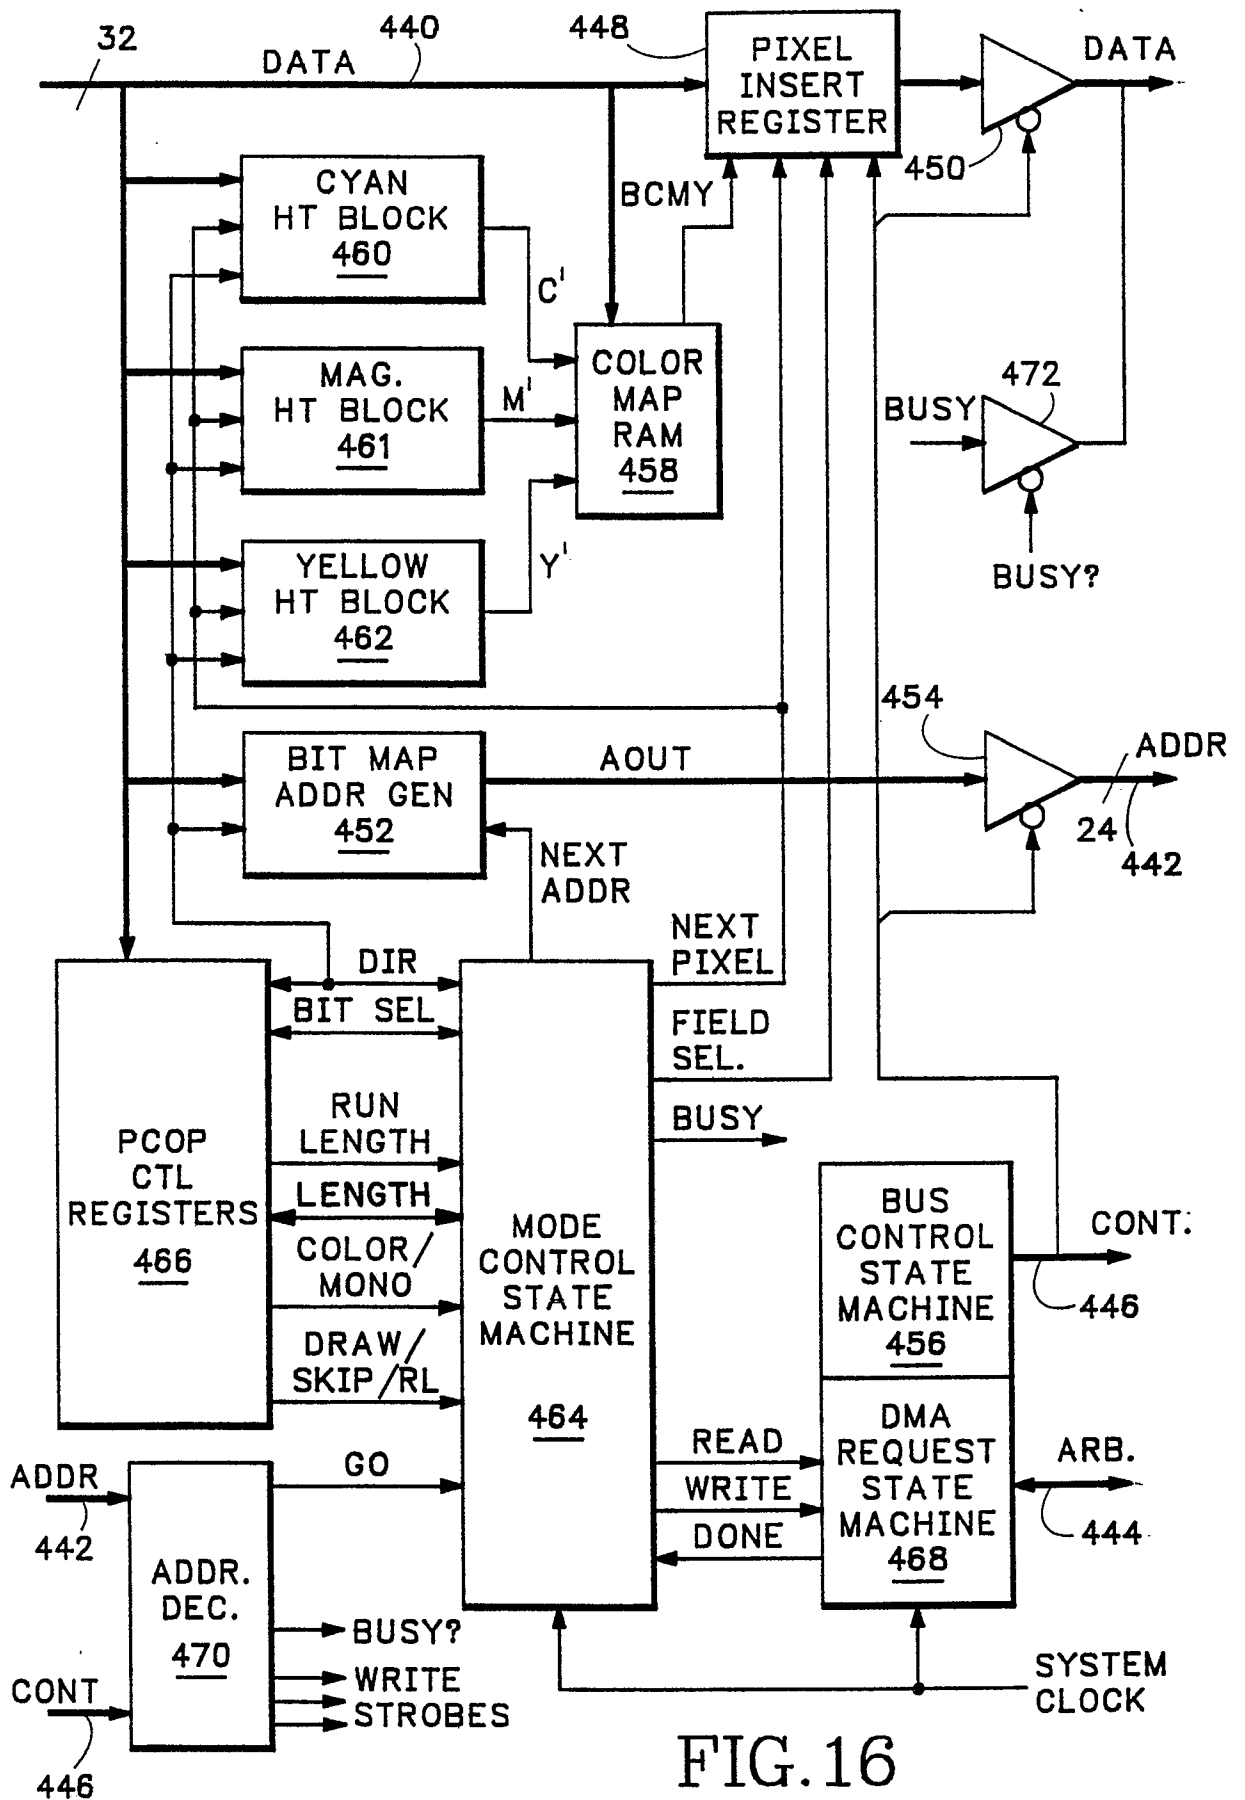 32
DATA
440
448
PIXEL
INSERT
REGISTER
DATA
450
CYAN
HT BLOCK
460
BCMY
C'
MAG.
HT BLOCK
461
M'
COLOR
MAP
RAM
458
472
BUSY
BUSY?
YELLOW
HT BLOCK
462
Y'
454
BIT MAP
ADDR GEN
452
AOUT
ADDR
24
442
NEXT
ADDR
NEXT
PIXEL
DIR
BIT SEL
FIELD
SEL.
RUN
LENGTH
BUSY
PCOP
CTL
REGISTERS
466
LENGTH
COLOR/
MONO
DRAW/
SKIP/RL
MODE
CONTROL
STATE
MACHINE
464
BUS
CONTROL
STATE
MACHINE
456
CONT.
446
DMA
REQUEST
STATE
MACHINE
468
READ
WRITE
DONE
ARB.
444
ADDR
442
GO
ADDR.
DEC.
470
BUSY?
WRITE
STROBES
CONT
446
SYSTEM
CLOCK
FIG.16